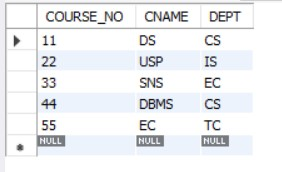 COURSE_NO CNAME DEPT
11 DS CS
22 USP IS
33 SNS EC
44 DBMS CS
55 EC TC
NULL NULL NULL